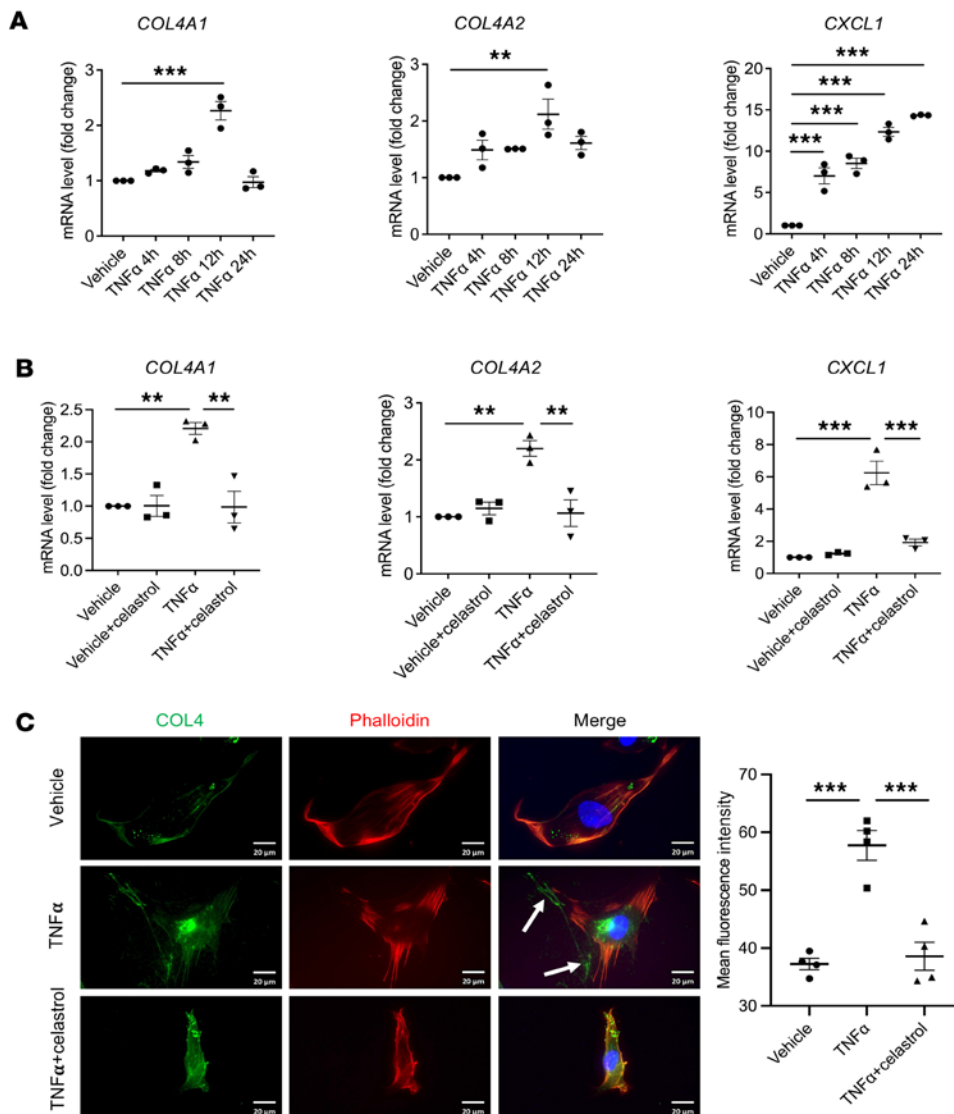 A
COL4A1
COL4A2
CXCL1
mRNA level (fold change)
3
2
1
0
***
Vehicle
TNFα 4h
TNFα 8h
TNFα 12h
TNFα 24h
mRNA level (fold change)
3
2
1
0
**
Vehicle
TNFα 4h
TNFα 8h
TNFα 12h
TNFα 24h
mRNA level (fold change)
20
15
10
5
0
***
***
***
***
Vehicle
TNFα 4h
TNFα 8h
TNFα 12h
TNFα 24h
B
COL4A1
COL4A2
CXCL1
mRNA level (fold change)
2.5
2.0
1.5
1.0
0.5
0.0
** **
Vehicle
Vehicle+celastrol
TNFα
TNFα+celastrol
mRNA level (fold change)
3
2
1
0
** **
Vehicle
Vehicle+celastrol
TNFα
TNFα+celastrol
mRNA level (fold change)
10
8
6
4
2
0
*** ***
Vehicle
Vehicle+celastrol
TNFα
TNFα+celastrol
C
COL4 Phalloidin Merge
Vehicle
20 µm 20 µm 20 µm
TNFα
20 µm 20 µm 20 µm
TNFα+celastrol
20 µm 20 µm 20 µm
Mean fluorescence intensity
70
60
50
40
30
*** ***
Vehicle
TNFα
TNFα+celastrol